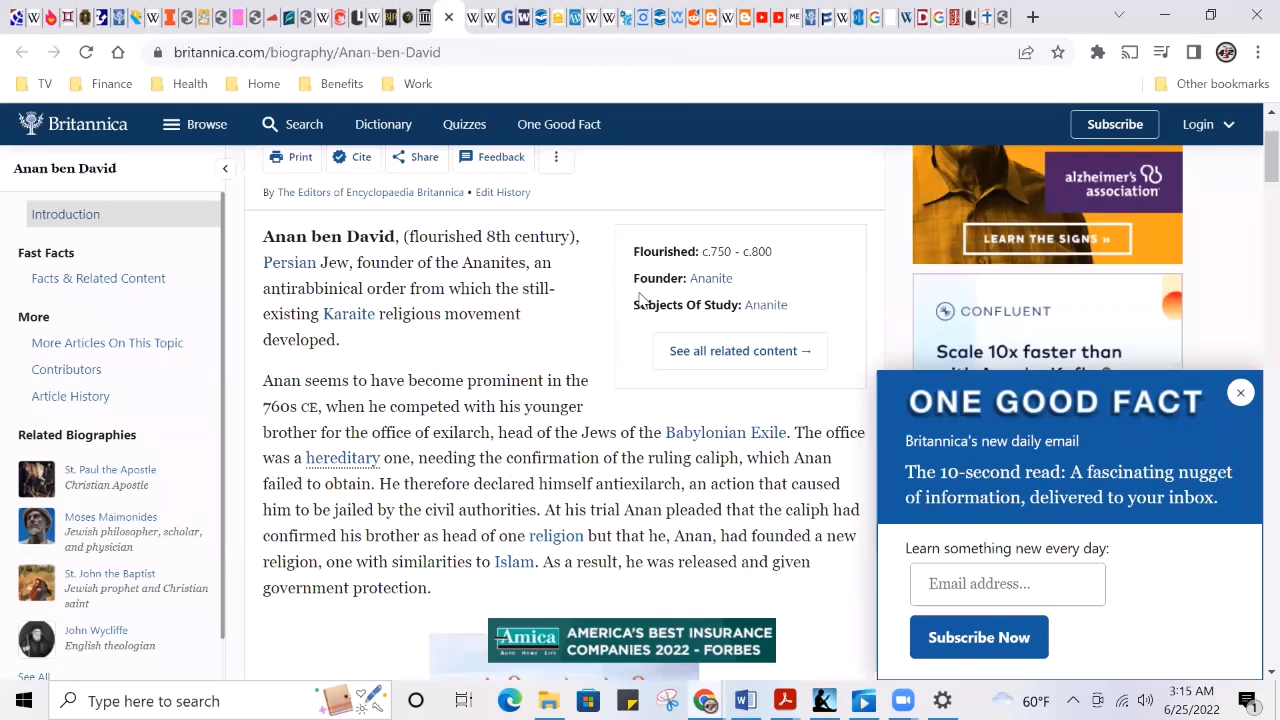 britannica.com/biography/Anan-ben-David
TV
Finance
Health
Home
Benefits
Work
Other bookmarks
Britannica
Browse
Search
Dictionary
Quizzes
One Good Fact
Subscribe
Login
Anan ben David
Introduction
Fast Facts
Facts & Related Content
More
More Articles On This Topic
Contributors
Article History
Related Biographies
St. Paul the Apostle
Christian Apostle
Moses Maimonides
Jewish philosopher, scholar,
and physician
St. John the Baptist
Jewish prophet and Christian
saint
John Wycliffe
English theologian
See All
Print
Cite
Share
Feedback
By The Editors of Encyclopaedia Britannica • Edit History
Anan ben David, (flourished 8th century),
Persian Jew, founder of the Ananites, an
antirabbinical order from which the still-
existing Karaite religious movement
developed.
Flourished: c.750 - c.800
Founder: Ananite
Subjects Of Study: Ananite
See all related content →
Anan seems to have become prominent in the
760s CE, when he competed with his younger
brother for the office of exilarch, head of the Jews of the Babylonian Exile. The office
was a hereditary one, needing the confirmation of the ruling caliph, which Anan
failed to obtain. He therefore declared himself antiexilarch, an action that caused
him to be jailed by the civil authorities. At his trial Anan pleaded that the caliph had
confirmed his brother as head of one religion but that he, Anan, had founded a new
religion, one with similarities to Islam. As a result, he was released and given
government protection.
Amica
AUTO HOME LIFE
AMERICA'S BEST INSURANCE
COMPANIES 2022 - FORBES
alzheimer's
association
LEARN THE SIGNS »
CONFLUENT
Scale 10x faster than
ONE GOOD FACT
Britannica's new daily email
The 10-second read: A fascinating nugget
of information, delivered to your inbox.
Learn something new every day:
Email address...
Subscribe Now
Type here to search
60°F
3:15 AM
6/25/2022